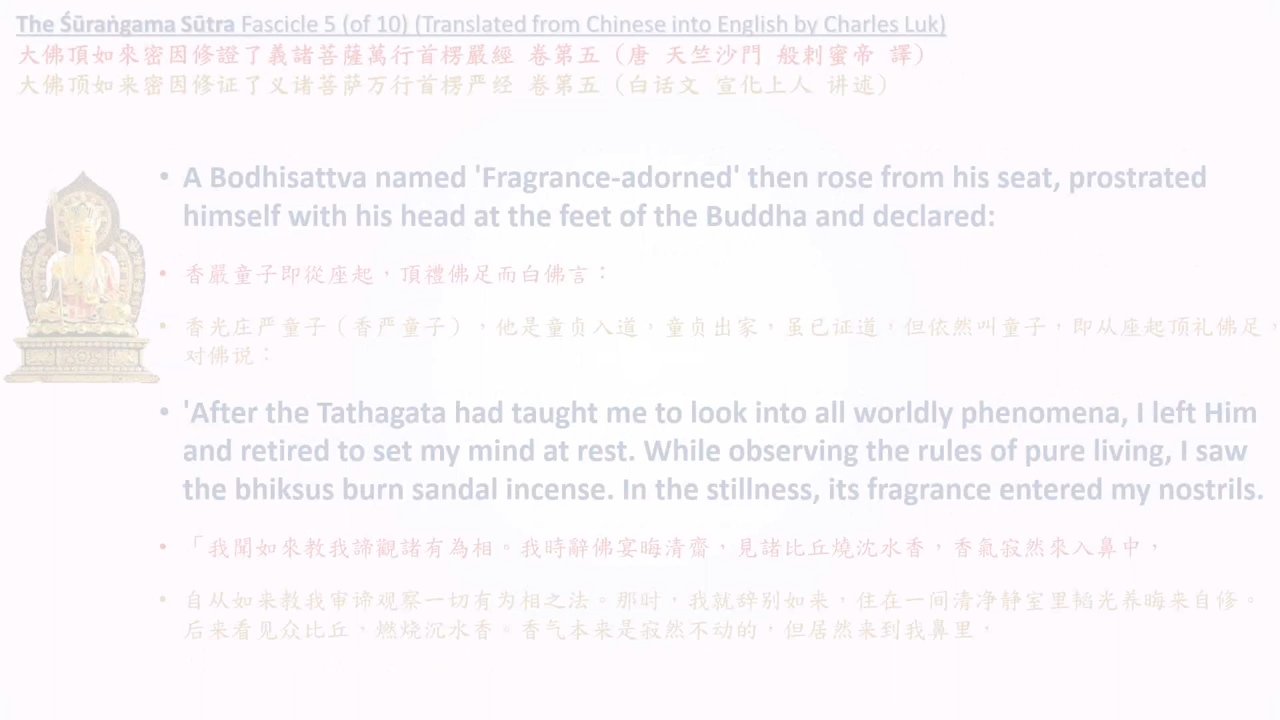 The Śūraṅgama Sūtra Fascicle 5 (of 10) (Translated from Chinese into English by Charles Luk)
大佛頂如來密因修證了義諸菩薩萬行首楞嚴經 卷第五（唐 天竺沙門 般剌蜜帝 譯）
大佛顶如来密因修证了义诸菩萨万行首楞严经 卷第五（白话文 宣化上人 讲述）
• A Bodhisattva named 'Fragrance-adorned' then rose from his seat, prostrated
himself with his head at the feet of the Buddha and declared:
• 香嚴童子即從座起，頂禮佛足而白佛言：
• 香光庄严童子（香严童子），他是童贞入道，童贞出家，虽已证道，但依然叫童子，即从座起顶礼佛足，
对佛说：
• 'After the Tathagata had taught me to look into all worldly phenomena, I left Him
and retired to set my mind at rest. While observing the rules of pure living, I saw
the bhiksus burn sandal incense. In the stillness, its fragrance entered my nostrils.
• 「我聞如來教我諦觀諸有為相。我時辭佛宴晦清齋，見諸比丘燒沈水香，香氣寂然來入鼻中，
• 自从如来教我审谛观察一切有为相之法。那时，我就辞别如来，住在一间清净静室里韬光养晦来自修。
后来看见众比丘，燃烧沉水香。香气本来是寂然不动的，但居然来到我鼻里．